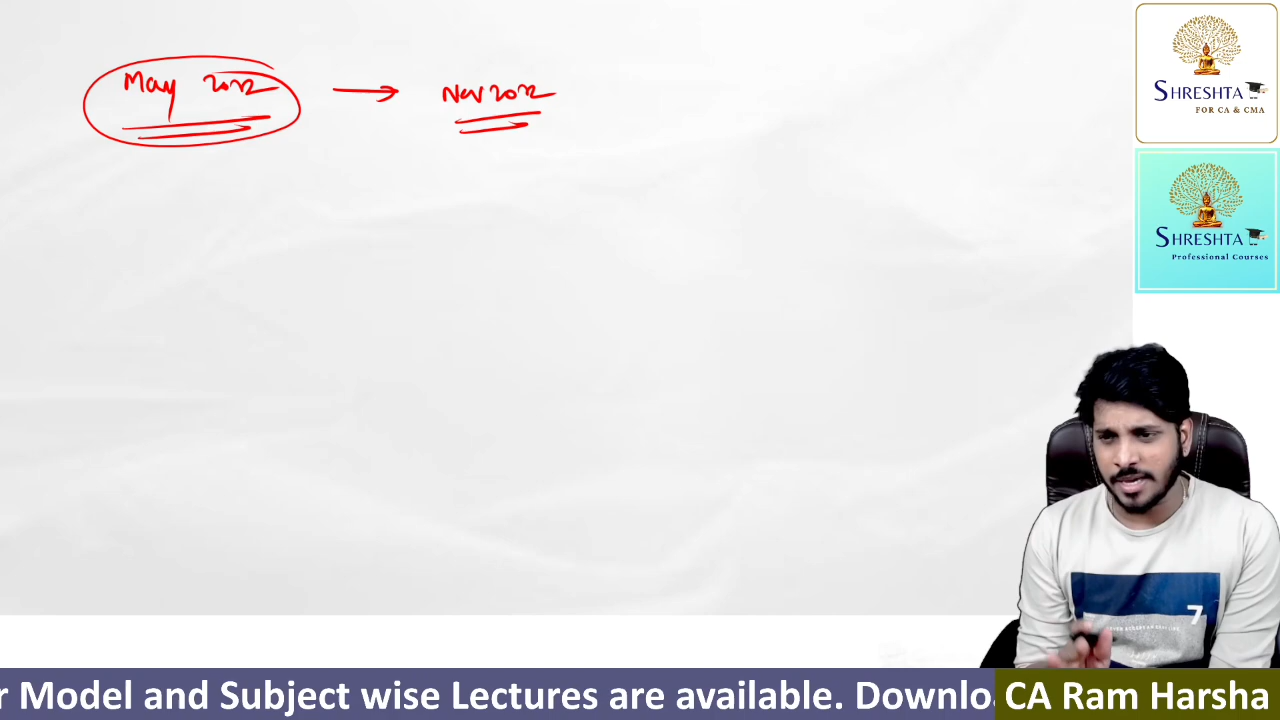 May 2022 → Nov 2022
SHRESHTA
FOR CA & CMA
SHRESHTA
Professional Courses
7
r Model and Subject wise Lectures are available. Downlo
CA Ram Harsha